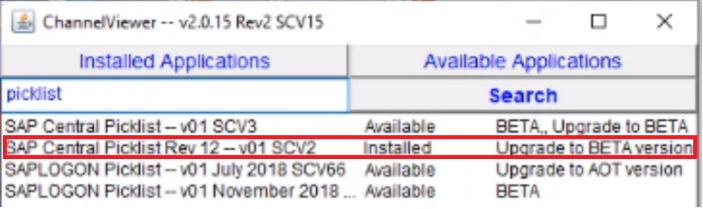 ChannelViewer -- v2.0.15 Rev2 SCV15
Installed Applications Available Applications
picklist Search
SAP Central Picklist -- v01 SCV3 Available BETA,, Upgrade to BETA
SAP Central Picklist Rev 12 -- v01 SCV2 Installed Upgrade to BETA version
SAPLOGON Picklist -- v01 July 2018 SCV66 Available Upgrade to AOT version
SAPLOGON Picklist -- v01 November 2018 ... Available BETA